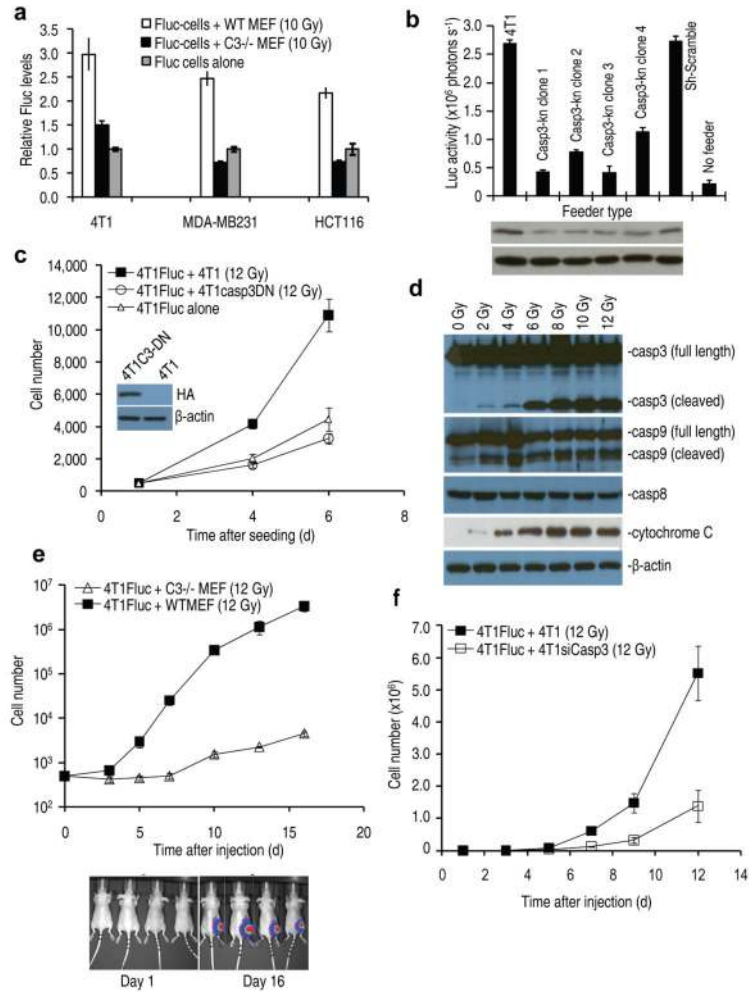 a
Fluc-cells + WT MEF (10 Gy)
Fluc-cells + C3-/- MEF (10 Gy)
Fluc cells alone
Relative Fluc levels
3.5
3.0
2.5
2.0
1.5
1.0
0.5
0.0
4T1
MDA-MB231
HCT116
b
Luc activity (x10⁶ photons s⁻¹)
3.0
2.5
2.0
1.5
1.0
0.5
0
4T1
Casp3-kn clone 1
Casp3-kn clone 2
Casp3-kn clone 3
Casp3-kn clone 4
Sh-Scramble
No feeder
Feeder type
c
4T1Fluc + 4T1 (12 Gy)
4T1Fluc + 4T1casp3DN (12 Gy)
4T1Fluc alone
Cell number
14,000
12,000
10,000
8,000
6,000
4,000
2,000
0
4T1C3-DN
4T1
HA
β-actin
0
2
4
6
8
Time after seeding (d)
d
0 Gy
2 Gy
4 Gy
6 Gy
8 Gy
10 Gy
12 Gy
-casp3 (full length)
-casp3 (cleaved)
-casp9 (full length)
-casp9 (cleaved)
-casp8
-cytochrome C
-β-actin
e
4T1Fluc + C3-/- MEF (12 Gy)
4T1Fluc + WTMEF (12 Gy)
Cell number
10⁷
10⁶
10⁵
10⁴
10³
10²
0
5
10
15
20
Time after injection (d)
Day 1
Day 16
f
4T1Fluc + 4T1 (12 Gy)
4T1Fluc + 4T1siCasp3 (12 Gy)
Cell number (x10⁶)
7.0
6.0
5.0
4.0
3.0
2.0
1.0
0
0
2
4
6
8
10
12
14
Time after injection (d)